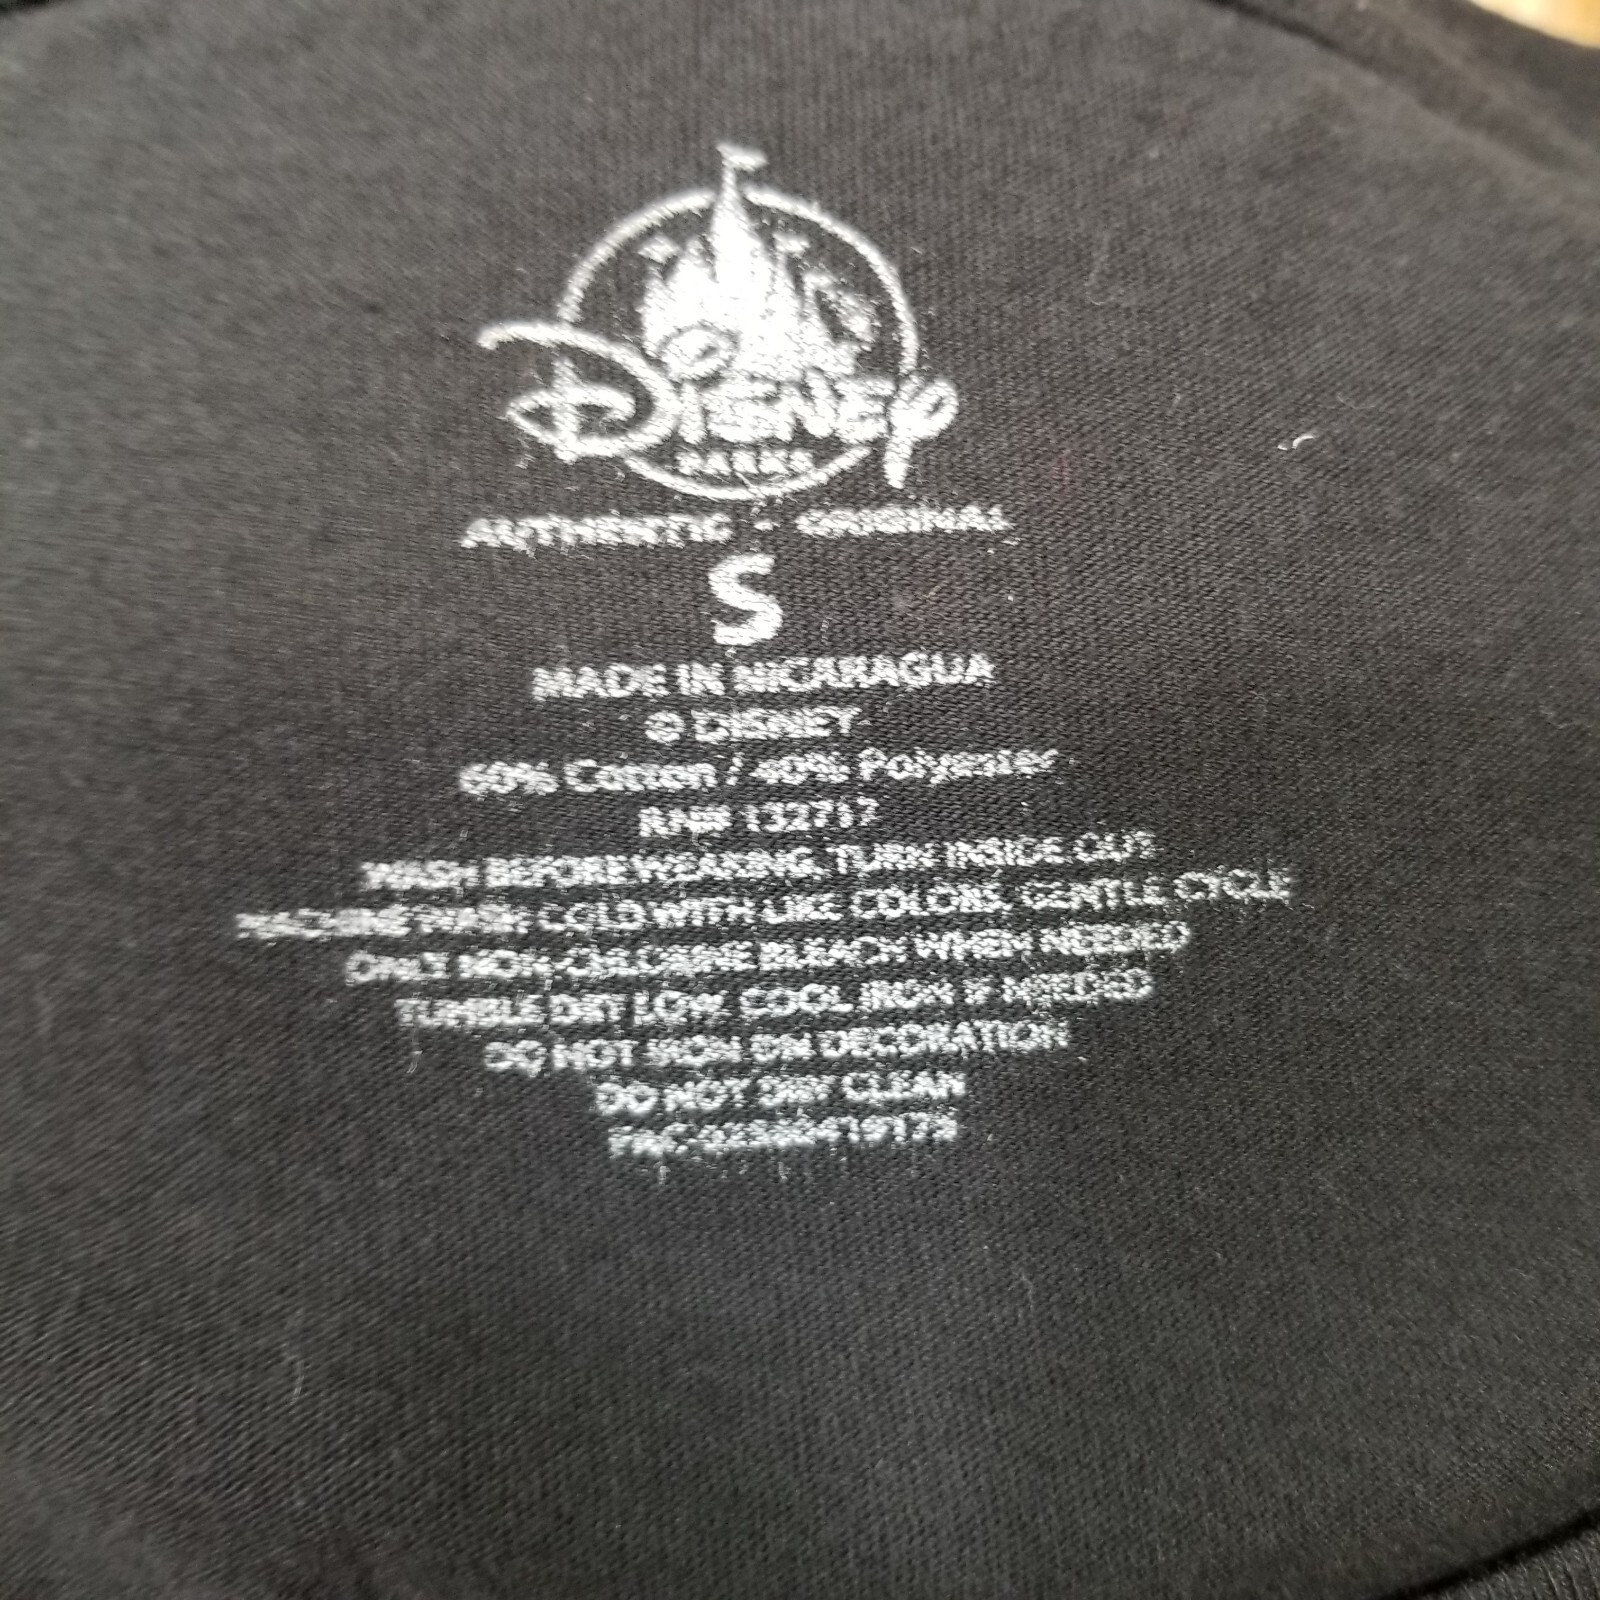 Disney
PARKS
AUTHENTIC - ORIGINAL
S
MADE IN NICARAGUA
© DISNEY
60% Cotton / 40% Polyester
RN# 132717
WASH BEFORE WEARING, TURN INSIDE OUT
MACHINE WASH COLD WITH LIKE COLORS, GENTLE CYCLE
ONLY NON-CHLORINE BLEACH WHEN NEEDED
TUMBLE DRY LOW, COOL IRON IF NEEDED
DO NOT IRON ON DECORATION
DO NOT DRY CLEAN